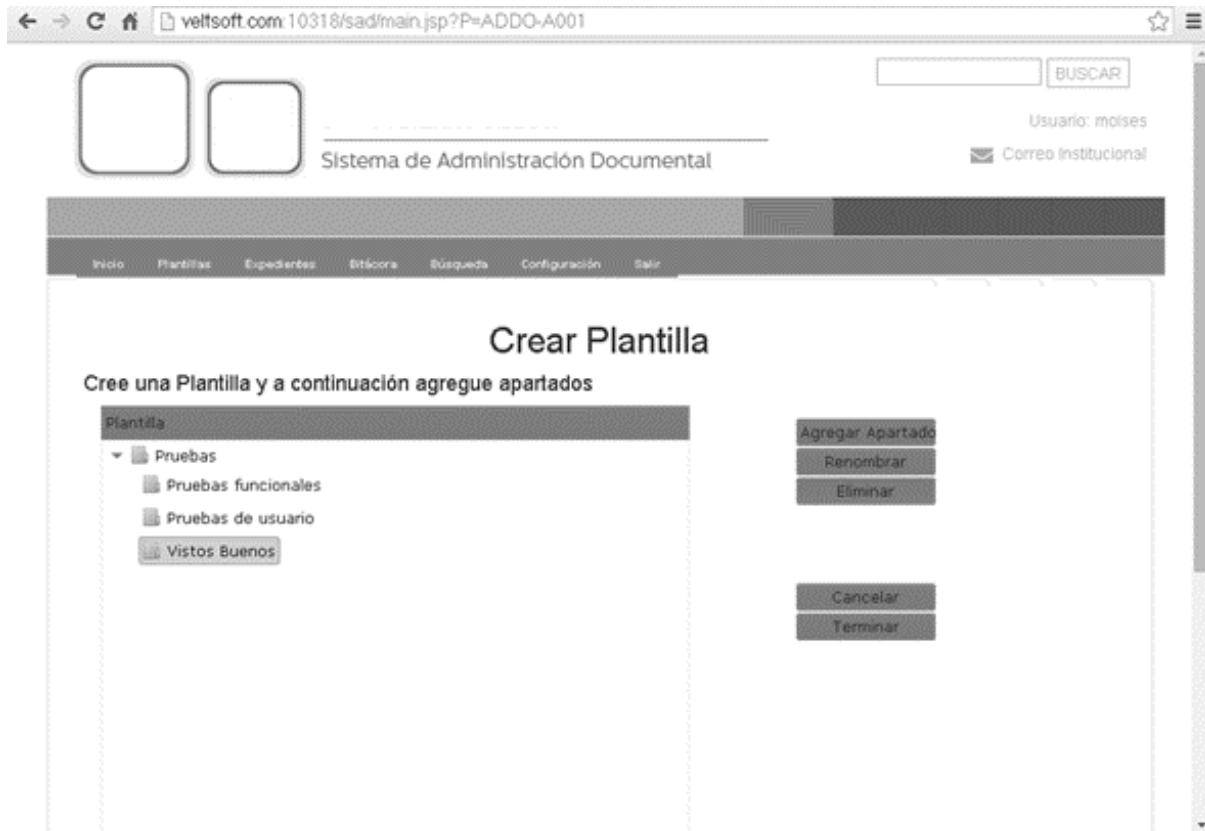 veltsoft.com:10318/sad/main.jsp?P=ADDO-A001
BUSCAR
Usuario: moises
Sistema de Administración Documental
Correo Institucional
Inicio Plantillas Expedientes Bitácora Búsqueda Configuración Salir
Crear Plantilla
Cree una Plantilla y a continuación agregue apartados
Plantilla
Agregar Apartado
Pruebas
Renombrar
Pruebas funcionales
Eliminar
Pruebas de usuario
Vistos Buenos
Cancelar
Terminar